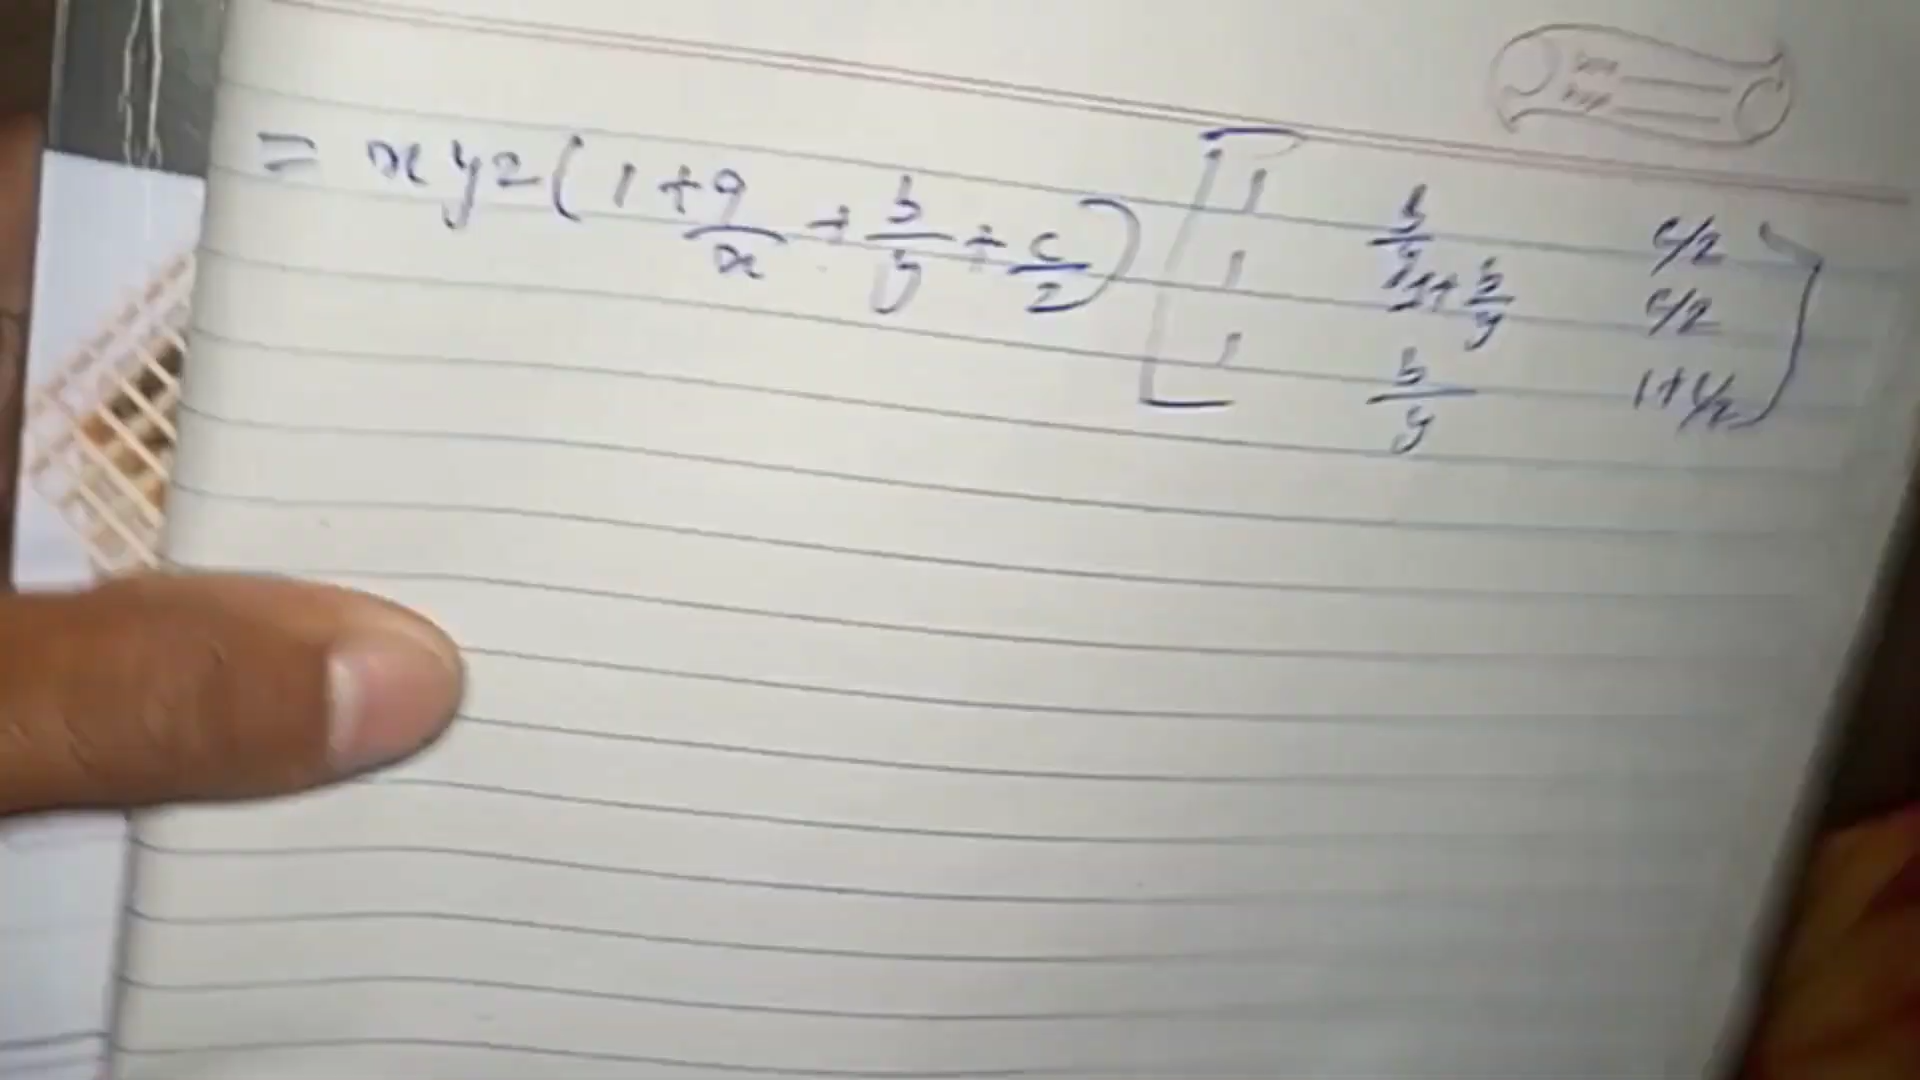 = xyz(1+a/x + b/y + c/z) [1 b/y c/z
1 1+b/y c/z
1 b/y 1+c/z]